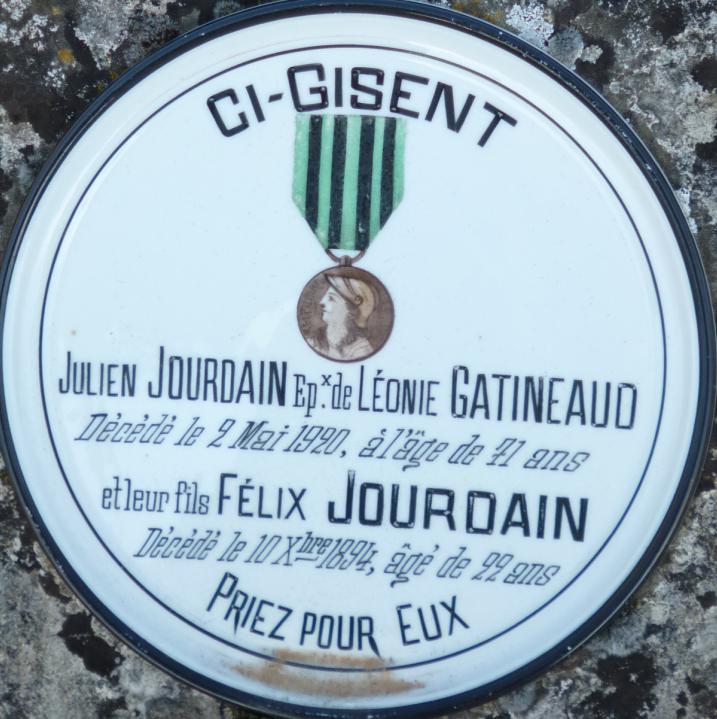 CI-GISENT
JULIEN JOURDAIN Ep.x de LÉONIE GATINEAUD
Décédé le 2 Mai 1920, à l'âge de 71 ans
et leur fils FÉLIX JOURDAIN
Décédé le 10 Xbre 1894, âgé de 22 ans
PRIEZ POUR EUX